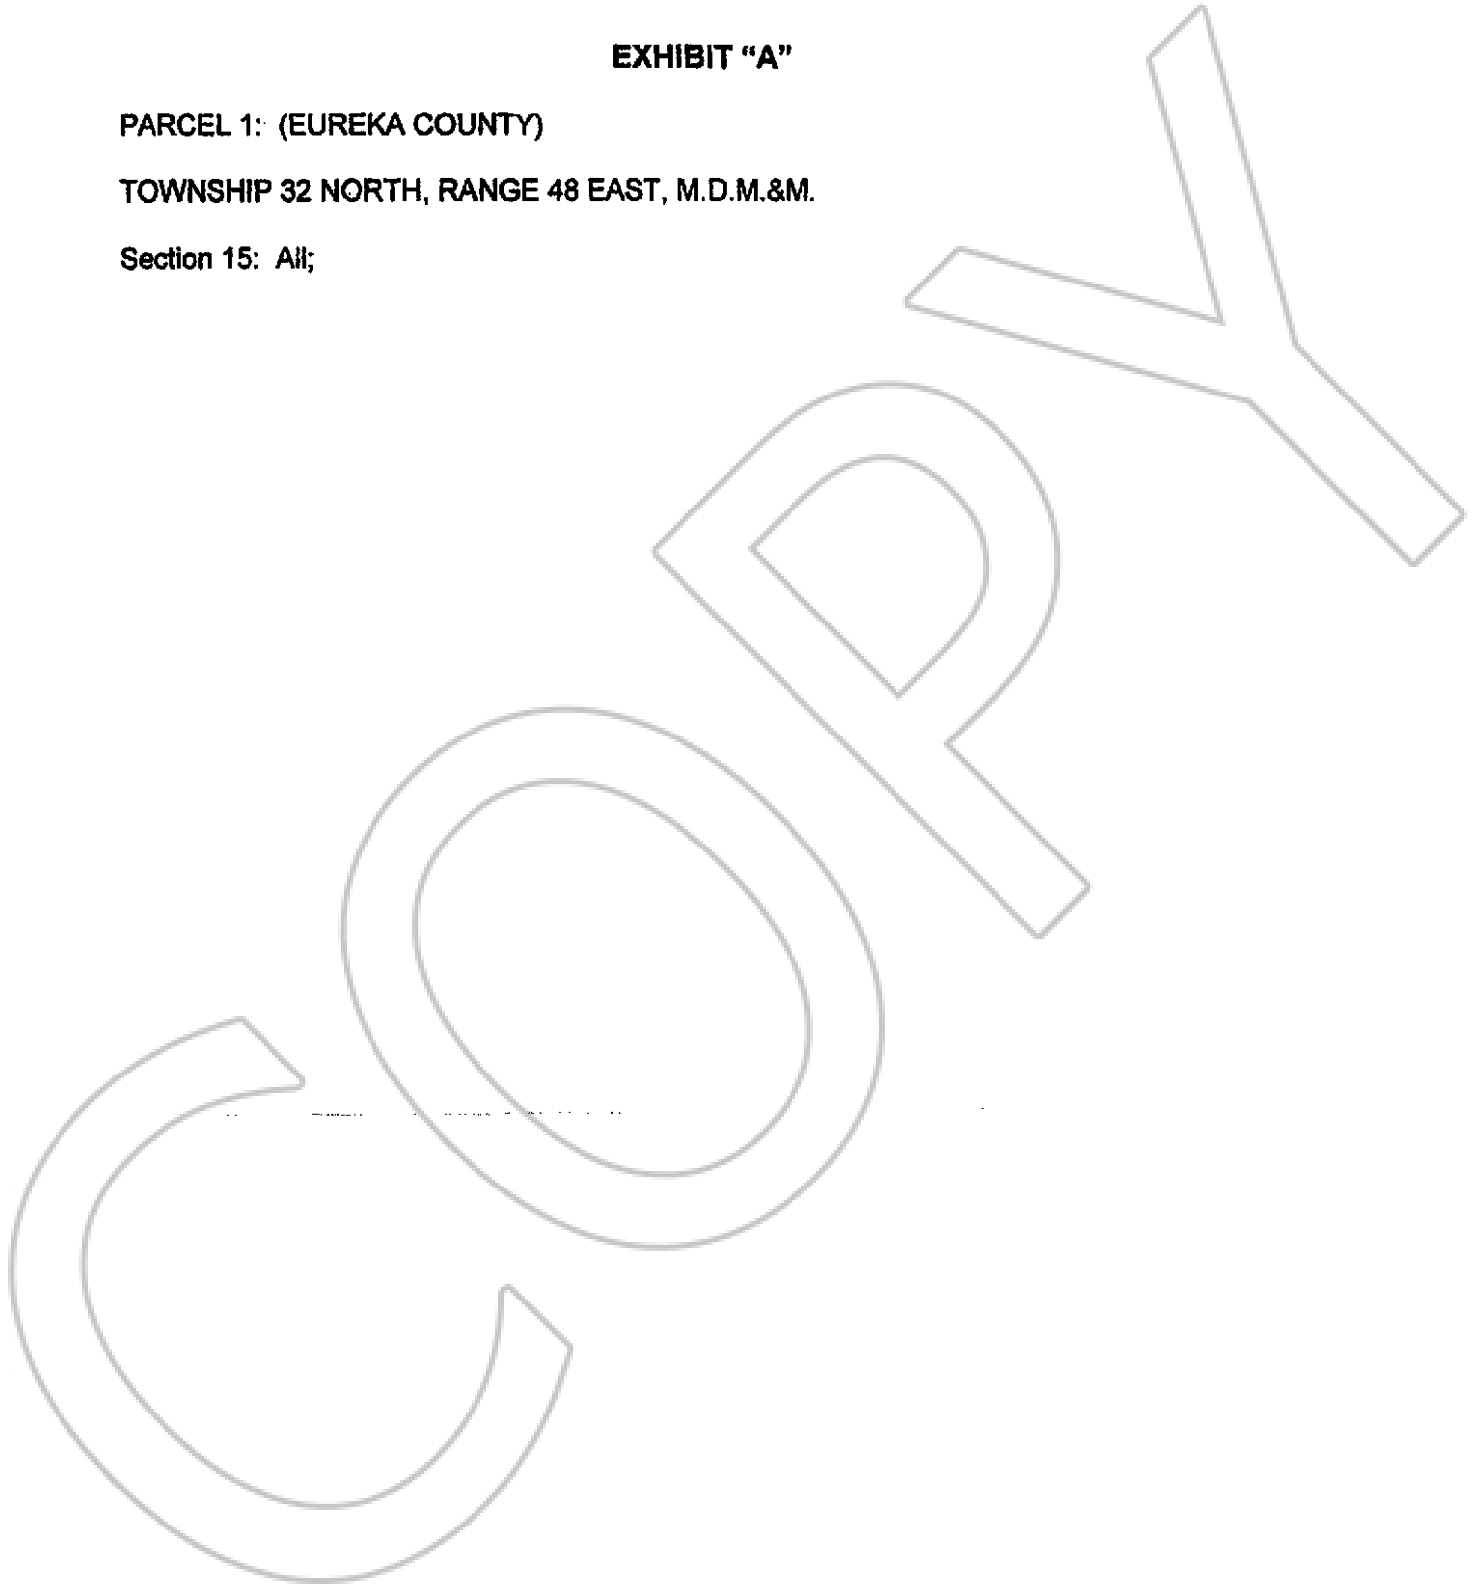 EXHIBIT “A”
PARCEL 1: (EUREKA COUNTY)
TOWNSHIP 32 NORTH, RANGE 48 EAST, M.D.M.&M.
Section 15: All;
COPY